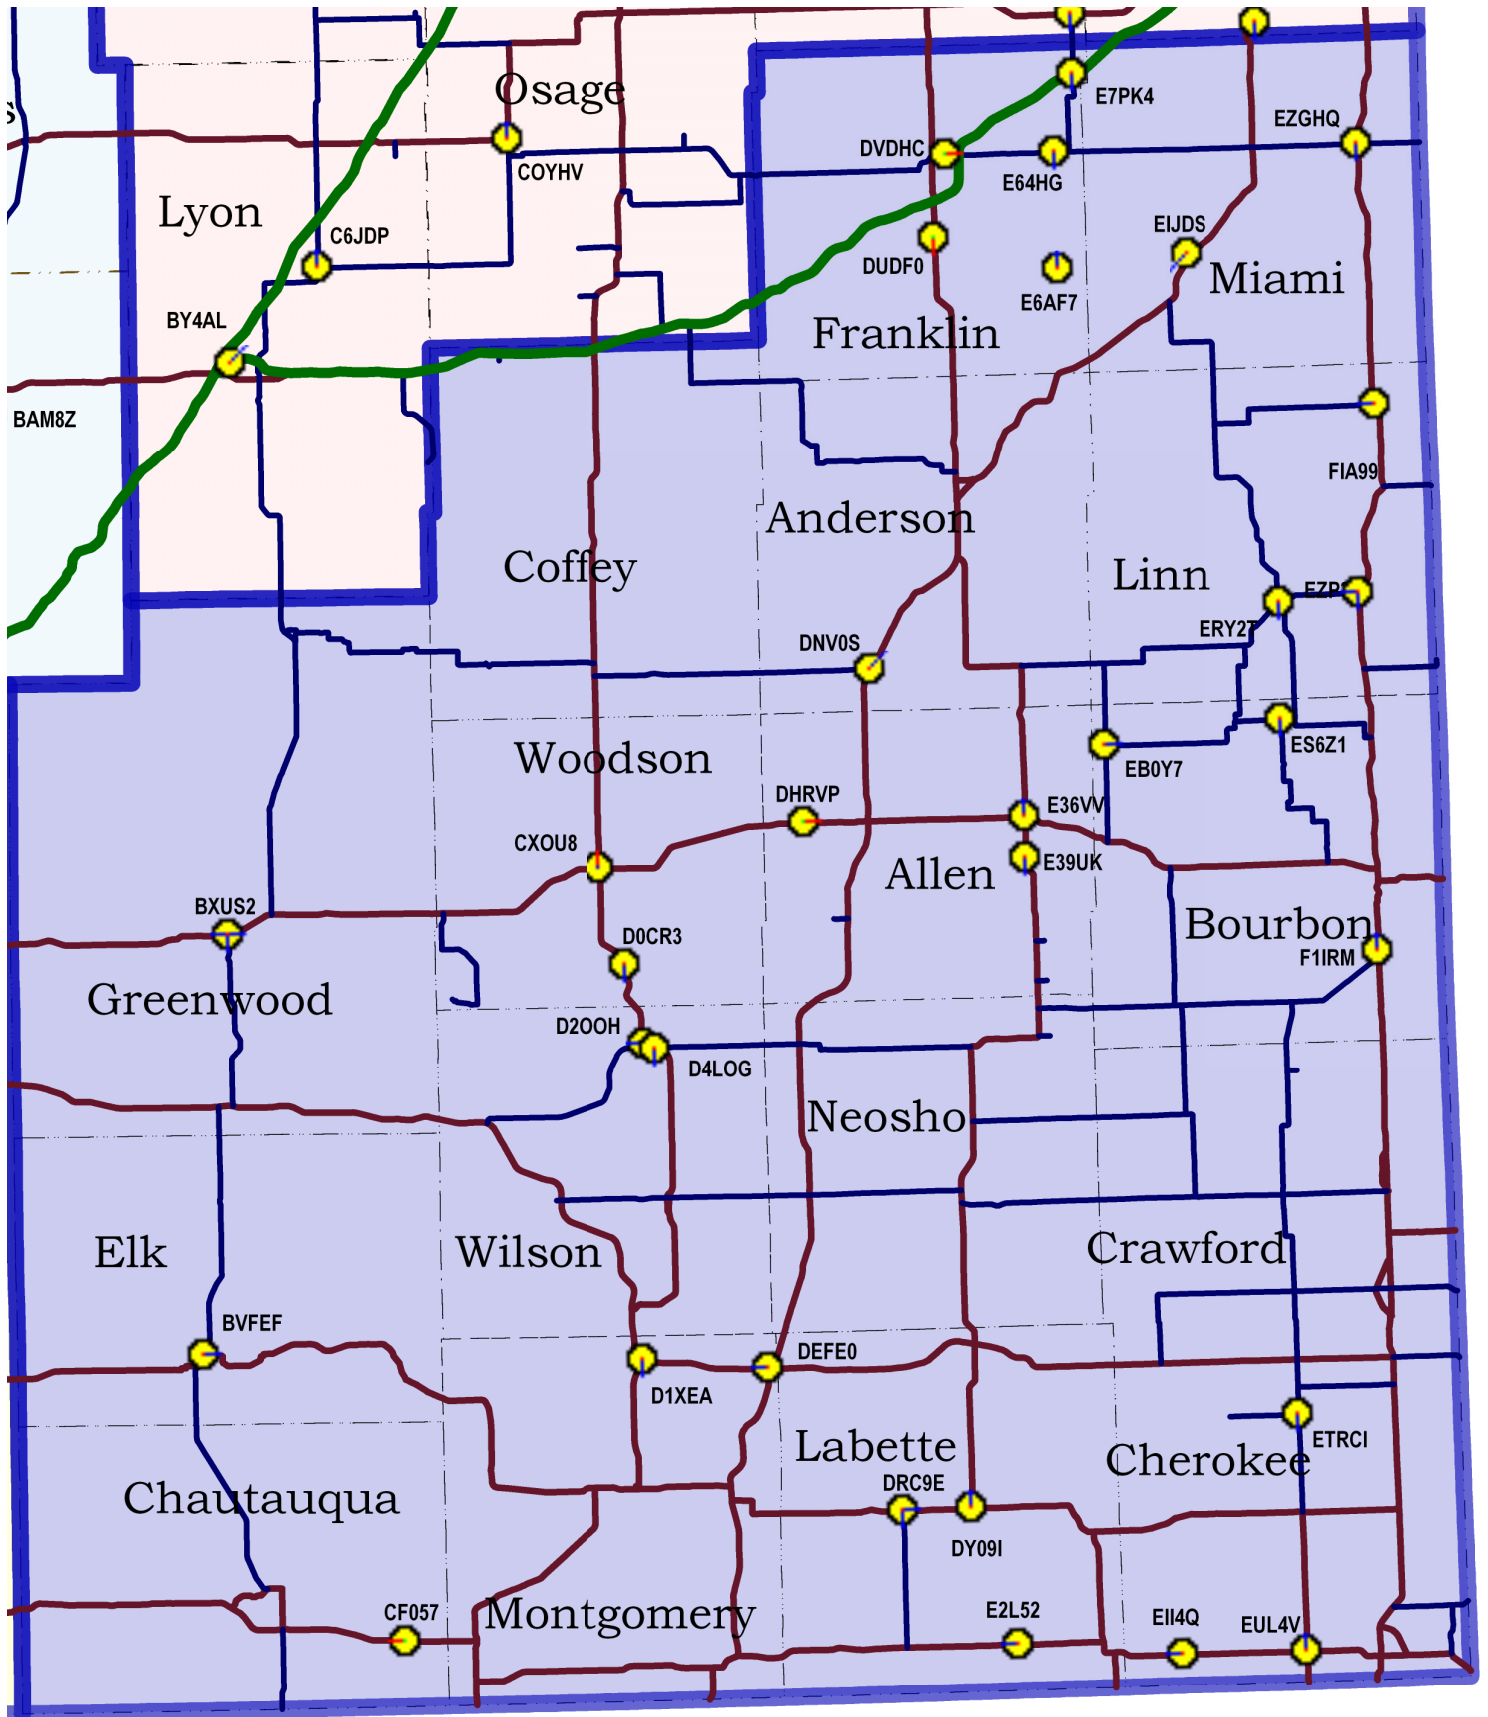 Osage
E7PK4
s
EZGHQ
DVDHC
COYHV
E64HG
Lyon
C6JDP
EIJDS
DUDF0
Miami
E6AF7
BY4AL
Franklin
BAM8Z
FIA99
Anderson
Coffey
Linn
ERY2T
DNV0S
Woodson
ES6Z1
EB0Y7
DHRVP
E36VV
CXOU8
E39UK
Allen
BXUS2
Bourbon
D0CR3
F1IRM
Greenwood
D2OOH
D4LOG
Neosho
Elk
Wilson
Crawford
BVFEF
DEFE0
D1XEA
ETRCI
Labette
Cherokee
DRC9E
Chautauqua
DY09I
CF057
Montgomery
E2L52
EII4Q
EUL4V